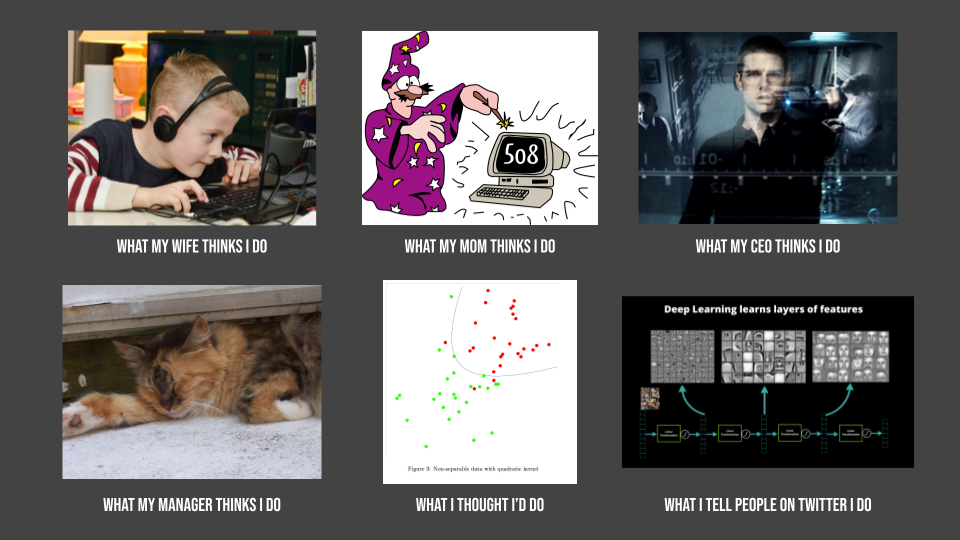 508
WHAT MY WIFE THINKS I DO
WHAT MY MOM THINKS I DO
WHAT MY CEO THINKS I DO
Deep Learning learns layers of features
Figure 3: Non-separable data with quadratic kernel
WHAT MY MANAGER THINKS I DO
WHAT I THOUGHT I'D DO
WHAT I TELL PEOPLE ON TWITTER I DO